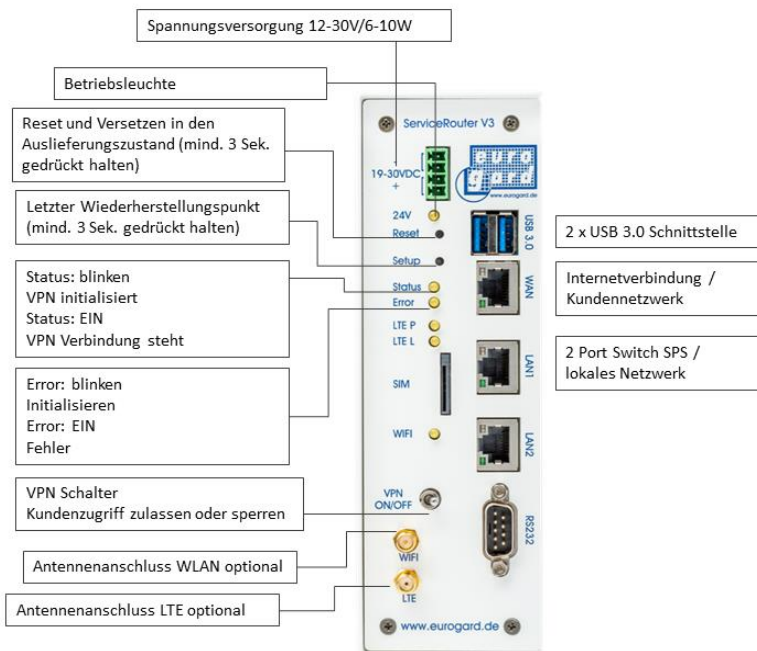 Spannungsversorgung 12-30V/6-10W
Betriebsleuchte
Reset und Versetzen in den
Auslieferungszustand (mind. 3 Sek.
gedrückt halten)
Letzter Wiederherstellungspunkt
(mind. 3 Sek. gedrückt halten)
Status: blinken
VPN initialisiert
Status: EIN
VPN Verbindung steht
Error: blinken
Initialisieren
Error: EIN
Fehler
VPN Schalter
Kundenzugriff zulassen oder sperren
Antennenanschluss WLAN optional
Antennenanschluss LTE optional
ServiceRouter V3
-
19-30VDC
+
euro
gard
www.eurogard.de
24V
Reset
Setup
Status
Error
LTE P
LTE L
SIM
WIFI
VPN
ON/OFF
WIFI
LTE
USB 3.0
WAN
LAN1
LAN2
RS232
www.eurogard.de
2 x USB 3.0 Schnittstelle
Internetverbindung /
Kundennetzwerk
2 Port Switch SPS /
lokales Netzwerk